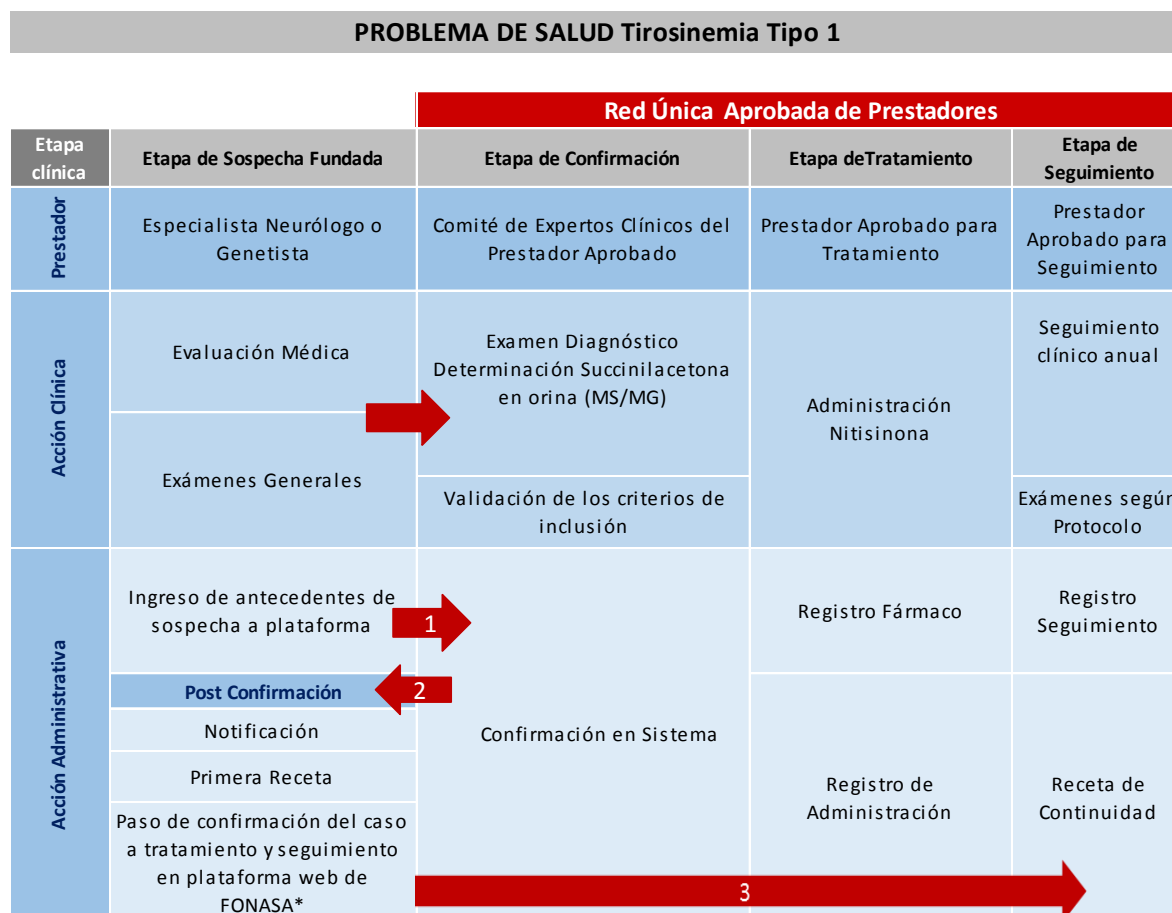 PROBLEMA DE SALUD Tirosinemia Tipo 1
Red Única Aprobada de Prestadores
Etapa
clínica
Etapa de Sospecha Fundada
Etapa de Confirmación
Etapa deTratamiento
Etapa de
Seguimiento
Prestador
Especialista Neurólogo o
Genetista
Comité de Expertos Clínicos del
Prestador Aprobado
Prestador Aprobado para
Tratamiento
Prestador
Aprobado para
Seguimiento
Acción Clínica
Evaluación Médica
Exámenes Generales
Examen Diagnóstico
Determinación Succinilacetona
en orina (MS/MG)
Validación de los criterios de
inclusión
Administración
Nitisinona
Seguimiento
clínico anual
Exámenes según
Protocolo
Acción Administrativa
Ingreso de antecedentes de
sospecha a plataforma
1
Post Confirmación
2
Notificación
Primera Receta
Paso de confirmación del caso
a tratamiento y seguimiento
en plataforma web de
FONASA*
Confirmación en Sistema
Registro Fármaco
Registro de
Administración
Registro
Seguimiento
Receta de
Continuidad
3